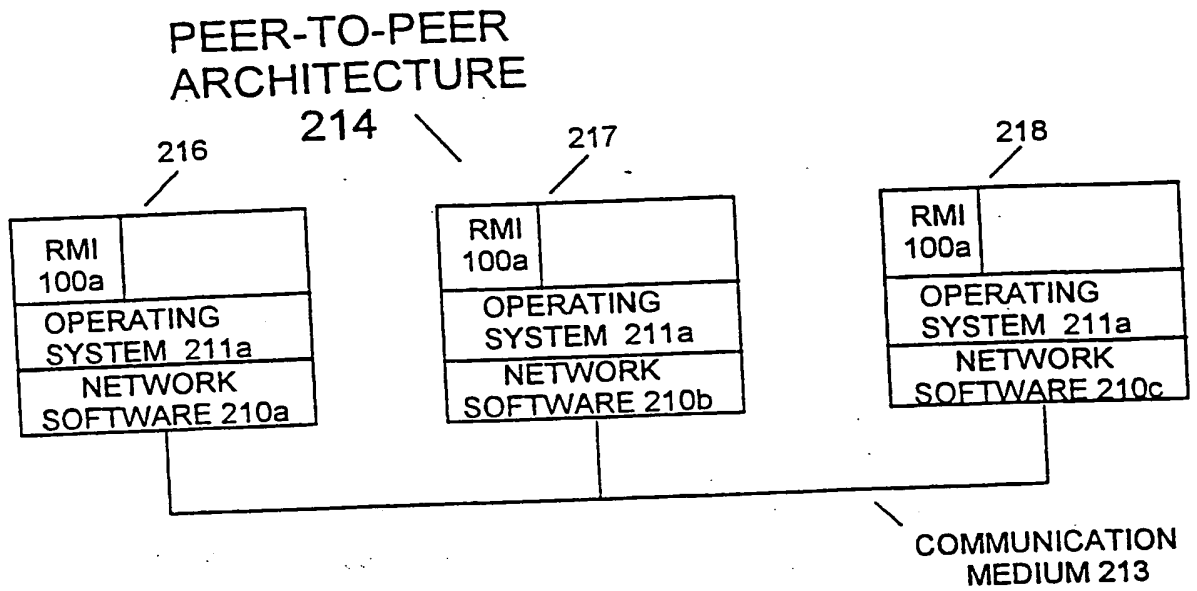 PEER-TO-PEER
ARCHITECTURE
214
216
217
218
RMI
100a
OPERATING
SYSTEM 211a
NETWORK
SOFTWARE 210a
RMI
100a
OPERATING
SYSTEM 211a
NETWORK
SOFTWARE 210b
RMI
100a
OPERATING
SYSTEM 211a
NETWORK
SOFTWARE 210c
COMMUNICATION
MEDIUM 213